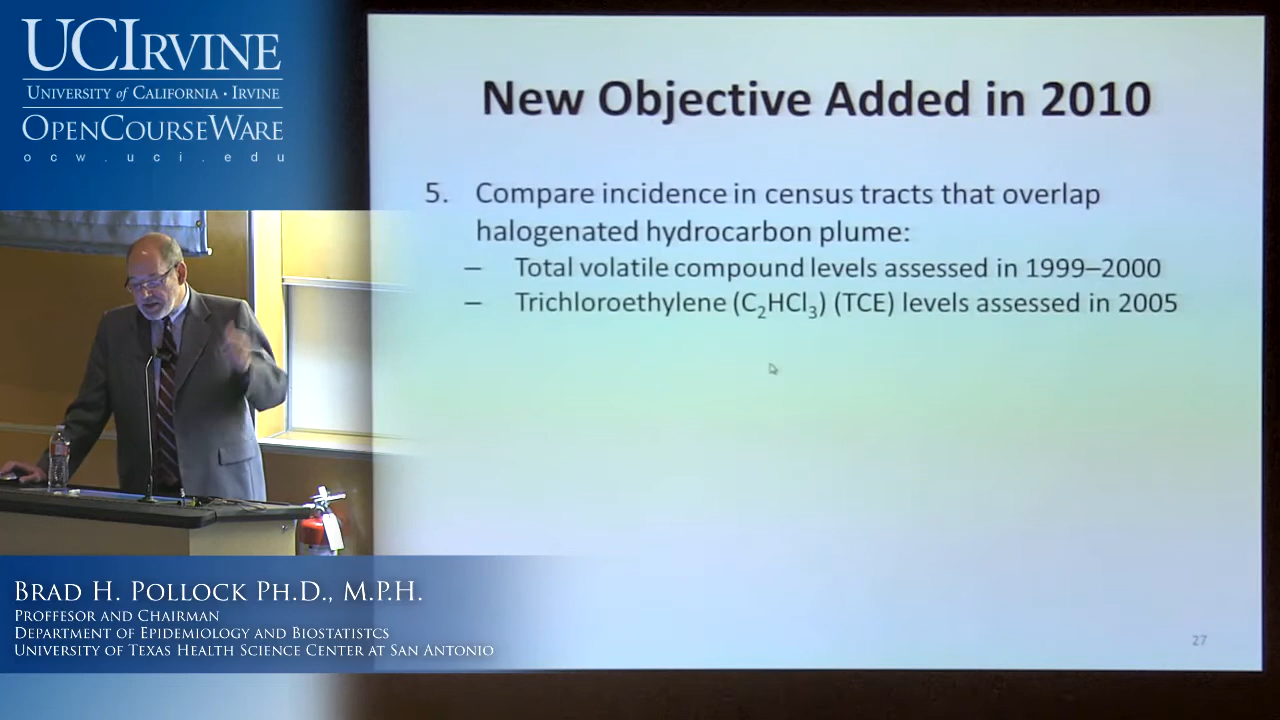 UCIRVINE
UNIVERSITY of CALIFORNIA · IRVINE
OPENCOURSEWARE
ocw.uci.edu
New Objective Added in 2010
5. Compare incidence in census tracts that overlap
halogenated hydrocarbon plume:
– Total volatile compound levels assessed in 1999–2000
– Trichloroethylene (C₂HCl₃) (TCE) levels assessed in 2005
27
BRAD H. POLLOCK PH.D., M.P.H.
PROFFESOR AND CHAIRMAN
DEPARTMENT OF EPIDEMIOLOGY AND BIOSTATISTCS
UNIVERSITY OF TEXAS HEALTH SCIENCE CENTER AT SAN ANTONIO